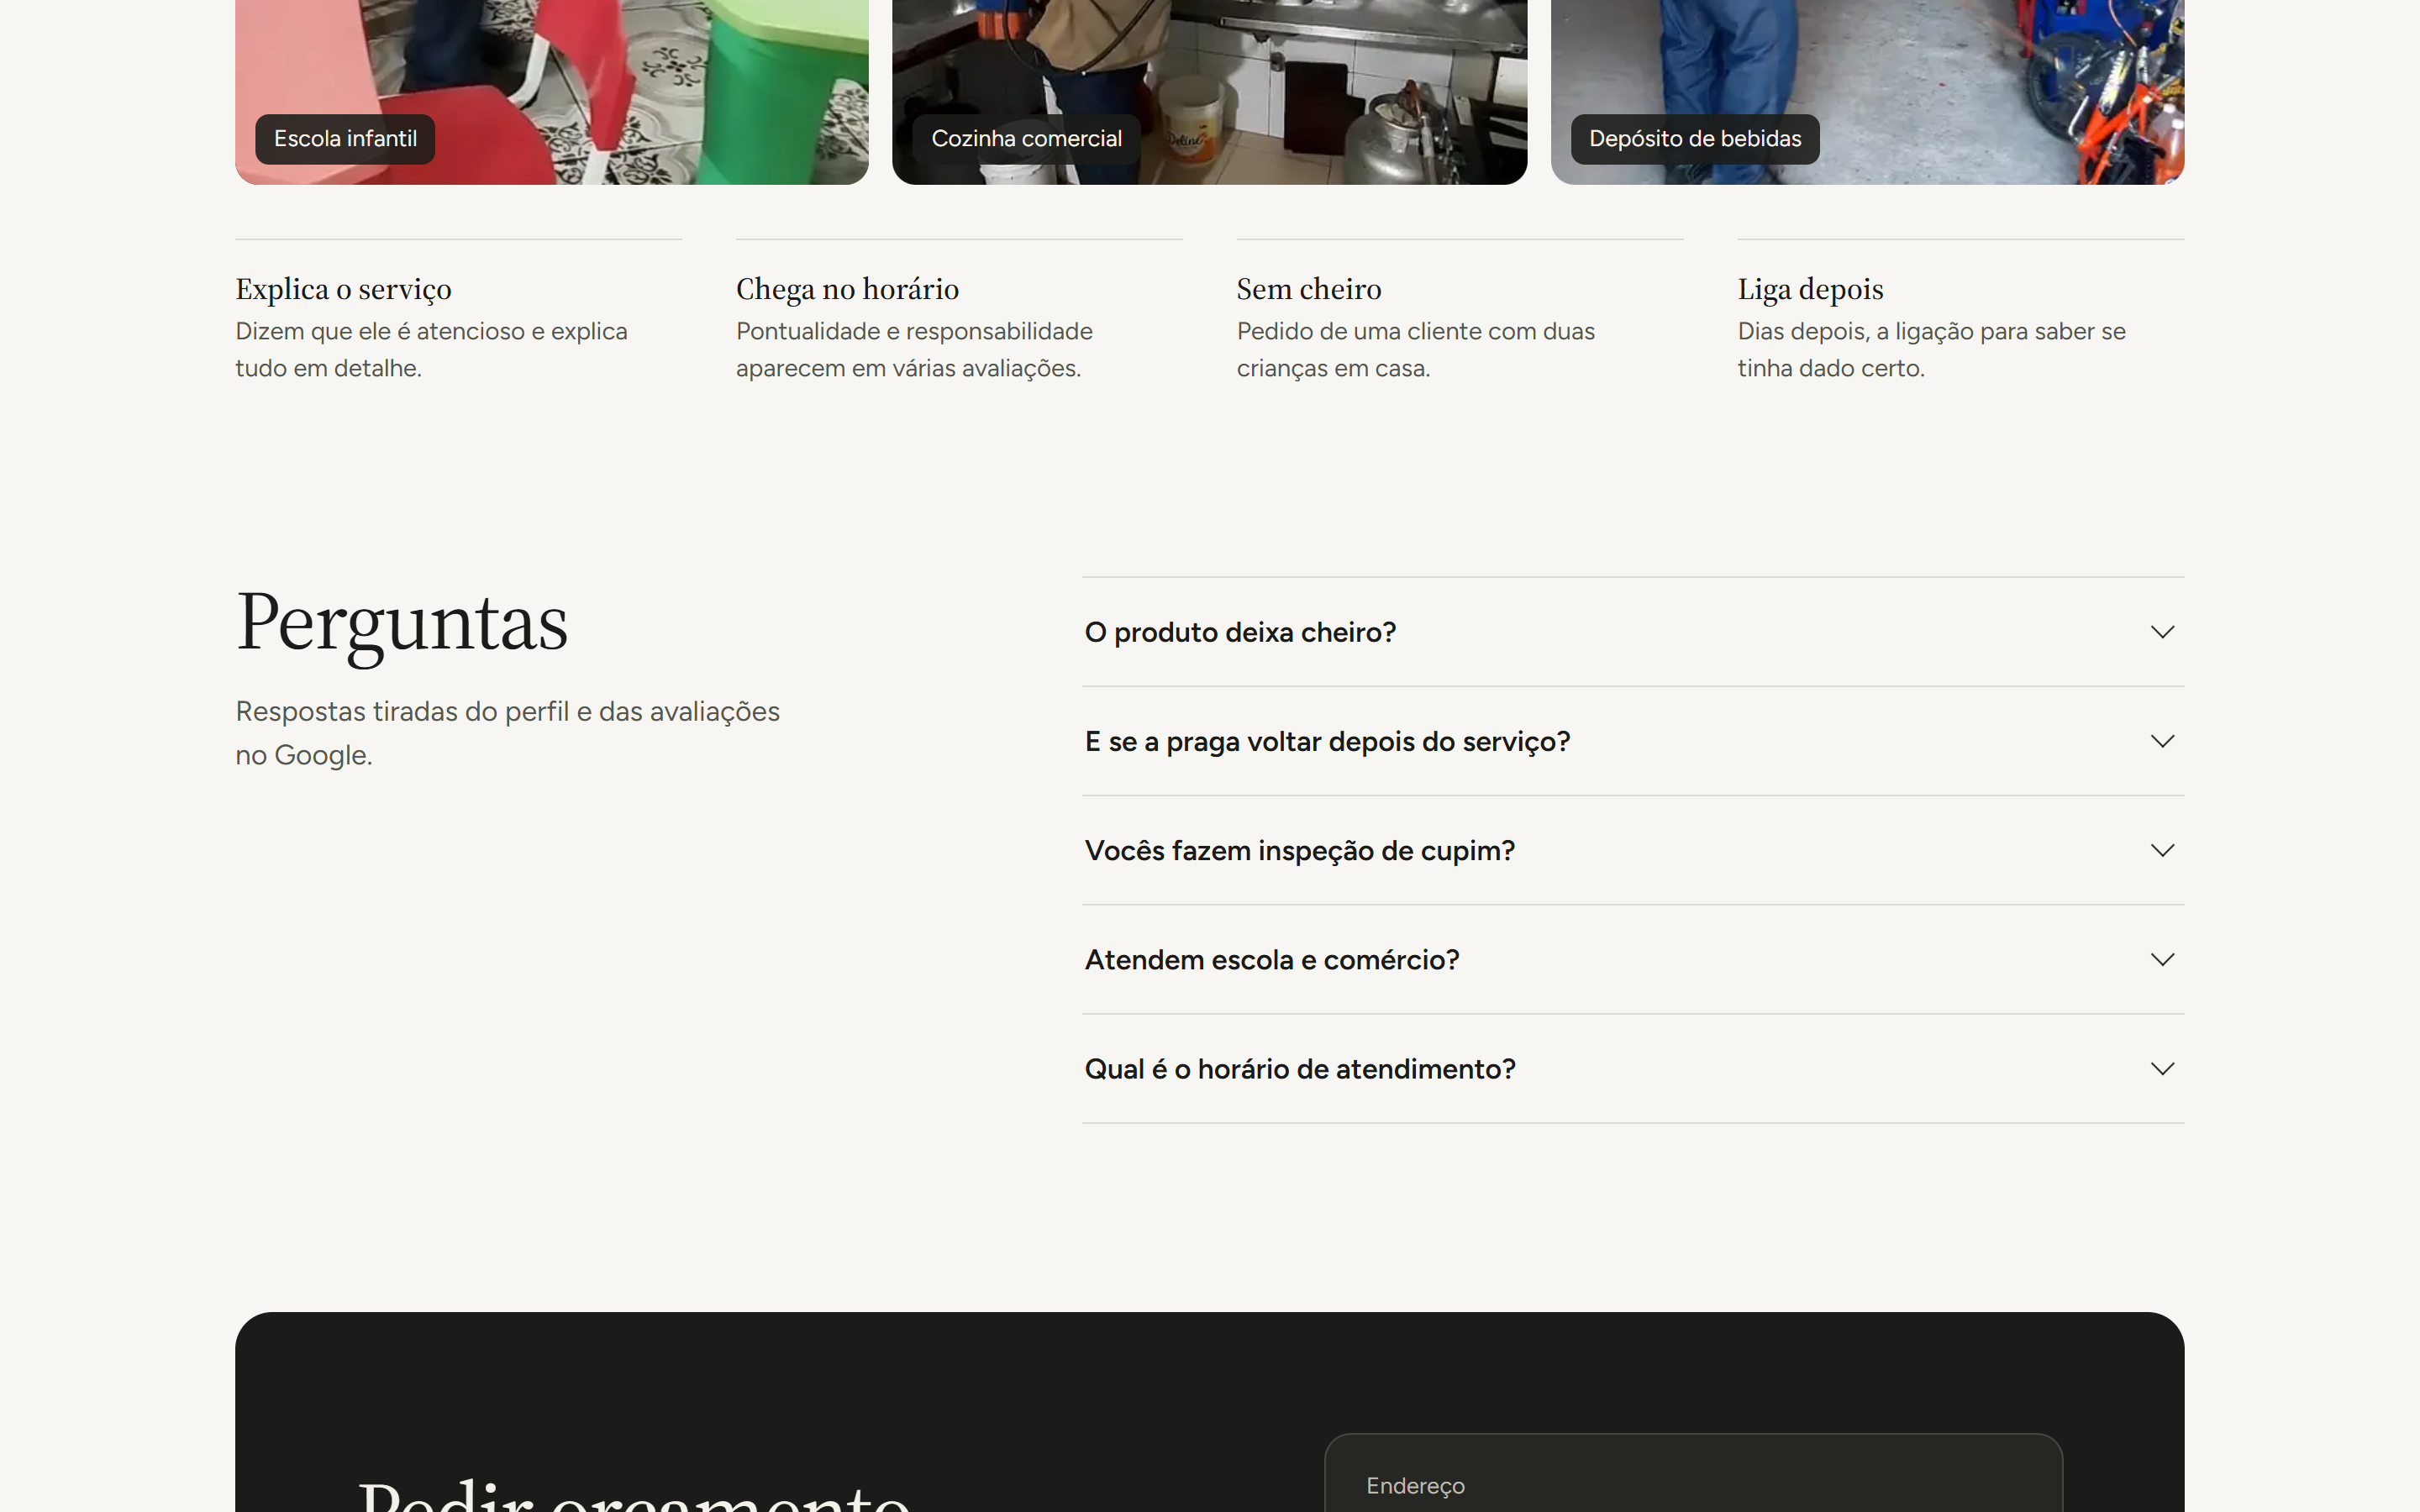 Escola infantil
Cozinha comercial
Deline
Depósito de bebidas
Explica o serviço
Dizem que ele é atencioso e explica
tudo em detalhe.
Chega no horário
Pontualidade e responsabilidade
aparecem em várias avaliações.
Sem cheiro
Pedido de uma cliente com duas
crianças em casa.
Liga depois
Dias depois, a ligação para saber se
tinha dado certo.
Perguntas
Respostas tiradas do perfil e das avaliações
no Google.
O produto deixa cheiro?
E se a praga voltar depois do serviço?
Vocês fazem inspeção de cupim?
Atendem escola e comércio?
Qual é o horário de atendimento?
Pedir orçamento
Endereço